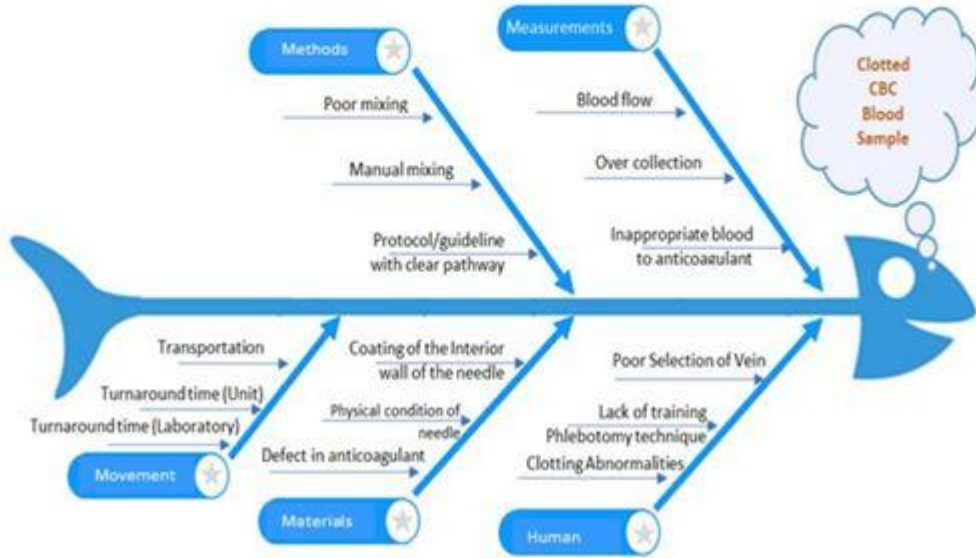 Methods
Poor mixing
Manual mixing
Protocol/guideline
with clear pathway
Measurements
Blood flow
Over collection
Inappropriate blood
to anticoagulant
Clotted
CBC
Blood
Sample
Transportation
Turnaround time (Unit)
Turnaround time (Laboratory)
Movement
Coating of the Interior
wall of the needle
Physical condition of
needle
Defect in anticoagulant
Materials
Poor Selection of Vein
Lack of training
Phlebotomy technique
Clotting Abnormalities
Human